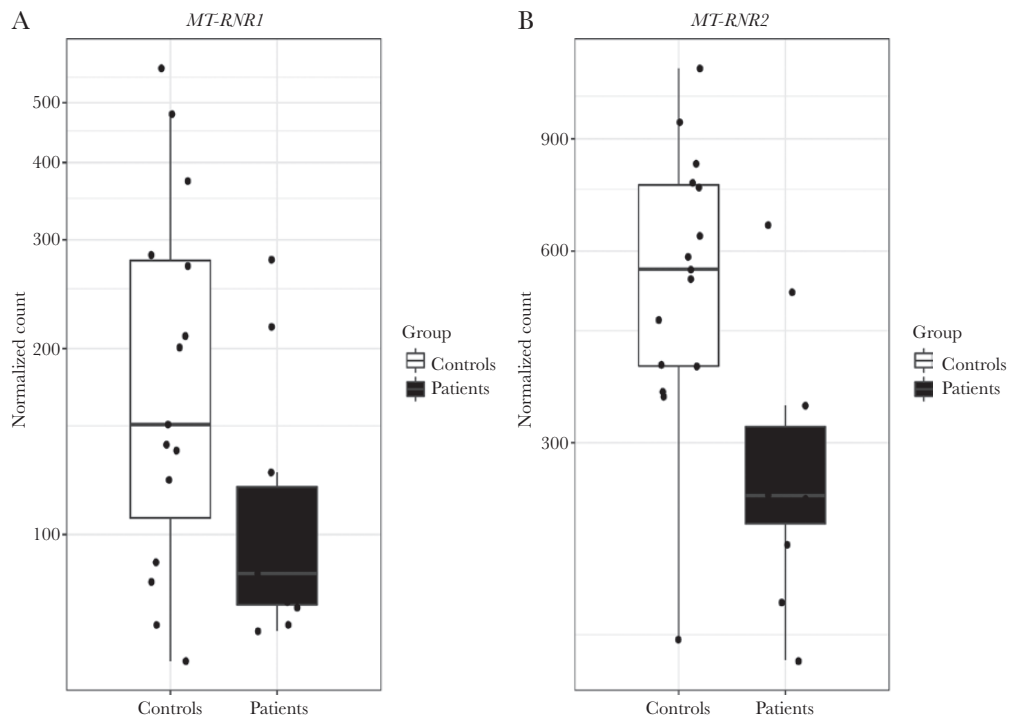 A
MT-RNR1
Normalized count
500
400
300
200
100
Controls
Patients
Group
Controls
Patients
B
MT-RNR2
Normalized count
900
600
300
Controls
Patients
Group
Controls
Patients